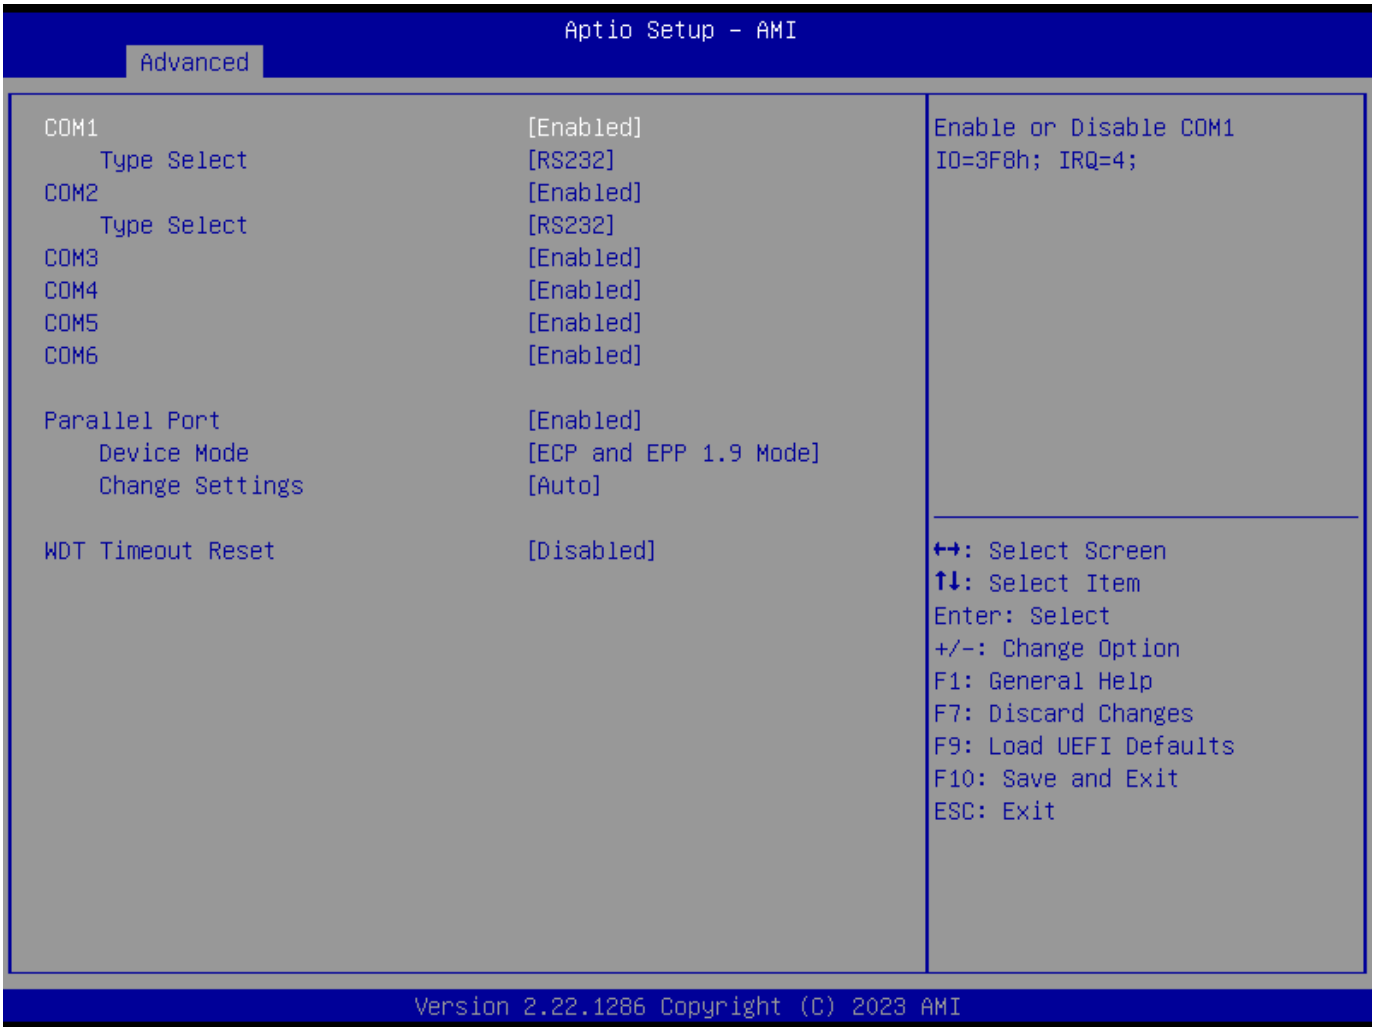 Aptio Setup – AMI
Advanced
COM1 [Enabled]
Type Select [RS232]
COM2 [Enabled]
Type Select [RS232]
COM3 [Enabled]
COM4 [Enabled]
COM5 [Enabled]
COM6 [Enabled]
Parallel Port [Enabled]
Device Mode [ECP and EPP 1.9 Mode]
Change Settings [Auto]
WDT Timeout Reset [Disabled]
Enable or Disable COM1
IO=3F8h; IRQ=4;
↔: Select Screen
↑↓: Select Item
Enter: Select
+/-: Change Option
F1: General Help
F7: Discard Changes
F9: Load UEFI Defaults
F10: Save and Exit
ESC: Exit
Version 2.22.1286 Copyright (C) 2023 AMI